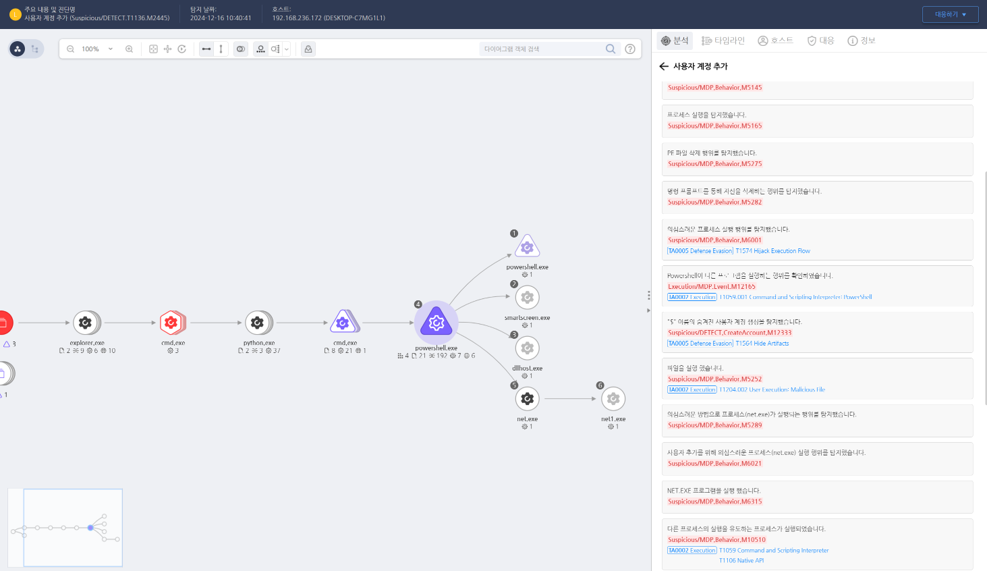 주요 내용 및 진단명
사용자 계정 추가 (Suspicious/DETECT.T1136.M2445)
탐지 날짜:
2024-12-16 10:40:41
호스트:
192.168.236.172 (DESKTOP-C7MG1L1)
대응하기
100%
다이어그램 객체 검색
분석
타임라인
호스트
대응
정보
사용자 계정 추가
Suspicious/MDP.Behavior.M5145
프로세스 실행을 탐지했습니다.
Suspicious/MDP.Behavior.M5165
PE 파일 삭제 행위를 탐지했습니다.
Suspicious/MDP.Behavior.M5275
명령 프롬프트를 통해 자신을 삭제하는 행위를 탐지했습니다.
Suspicious/MDP.Behavior.M5282
의심스러운 프로세스 실행 행위를 탐지했습니다.
Suspicious/MDP.Behavior.M6001
TA0005 Defense Evasion T1574 Hijack Execution Flow
Powershell이 다른 프로그램을 실행하는 행위를 확인하였습니다.
Execution/MDP.Event.M12165
TA0002 Execution T1059.001 Command and Scripting Interpreter: PowerShell
"$" 이름의 숨겨진 사용자 계정 생성을 탐지했습니다.
Suspicious/DETECT.CreateAccount.M12333
TA0005 Defense Evasion T1564 Hide Artifacts
파일을 실행 했습니다.
Suspicious/MDP.Behavior.M5252
TA0002 Execution T1204.002 User Execution: Malicious File
의심스러운 방법으로 프로세스(net.exe)가 실행되는 행위를 탐지했습니다.
Suspicious/MDP.Behavior.M5289
사용자 추가를 위해 의심스러운 프로세스(net.exe) 실행 행위를 탐지했습니다.
Suspicious/MDP.Behavior.M6021
NET.EXE 프로그램을 실행 했습니다.
Suspicious/MDP.Behavior.M6315
다른 프로세스의 실행을 유도하는 프로세스가 실행되었습니다.
Suspicious/MDP.Behavior.M10510
TA0002 Execution T1059 Command and Scripting Interpreter
T1106 Native API
3
1
explorer.exe
2 9 6 10
cmd.exe
3
python.exe
2 3 37
cmd.exe
8 21 1
4
powershell.exe
4 21 192 7 6
1
powershell.exe
1
2
smartscreen.exe
1
3
dllhost.exe
1
5
net.exe
1
6
net1.exe
1